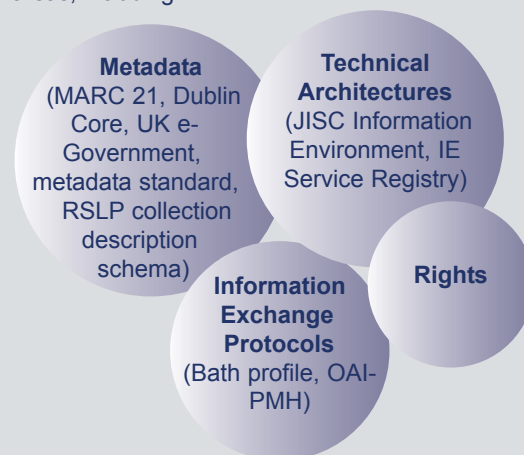 Metadata
(MARC 21, Dublin
Core, UK e-
Government,
metadata standard,
RSLP collection
description
schema)
Technical
Architectures
(JISC Information
Environment, IE
Service Registry)
Rights
Information
Exchange
Protocols
(Bath profile, OAI-
PMH)